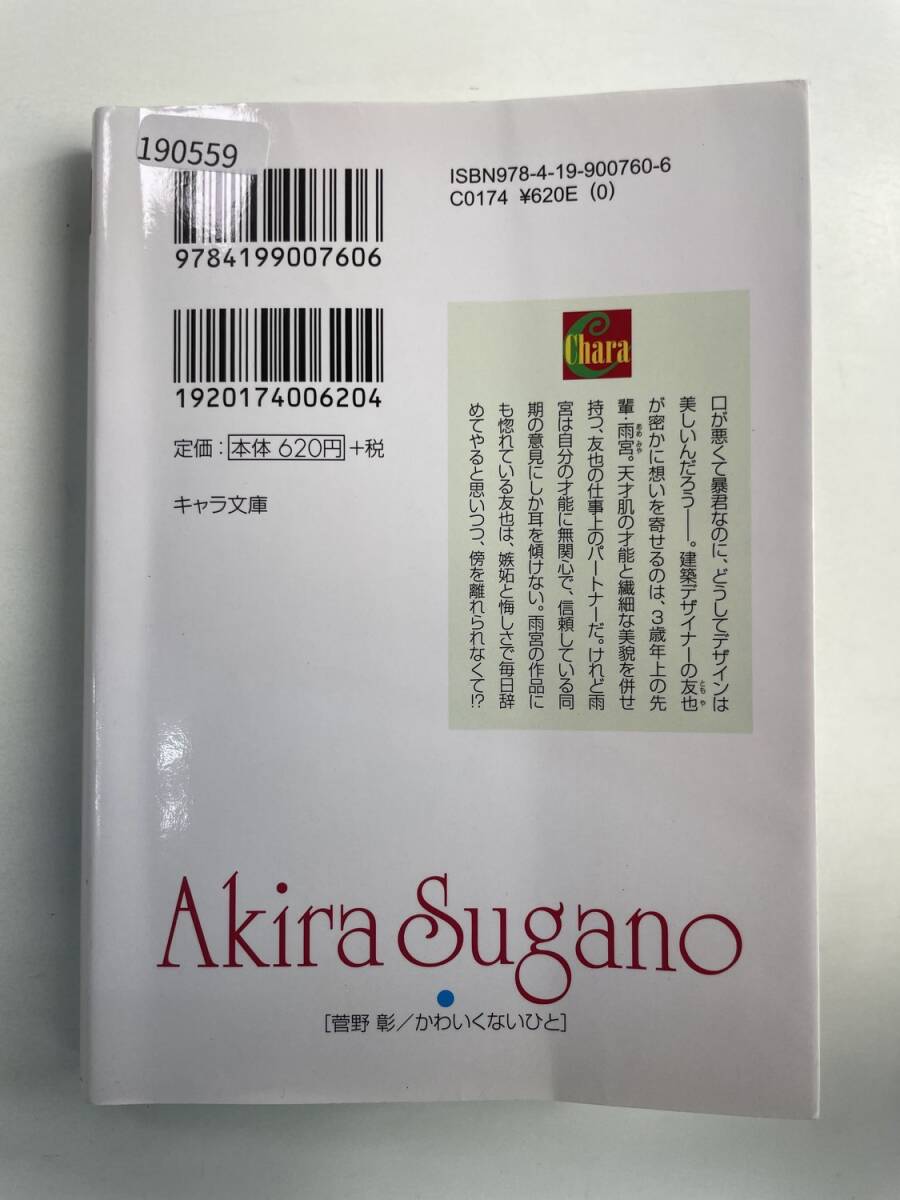 190559
9784199007606
1920174006204
定価：本体 620円+税
キャラ文庫
ISBN978-4-19-900760-6
C0174 ¥620E (0)
Chara
口が悪くて暴君なのに、どうしてデザインは
美しいんだろう――。建築デザイナーの友也
ともや
が密かに想いを寄せるのは、3歳年上の先
輩・雨宮。天才肌の才能と繊細な美貌を併せ
あめみや
持つ、友也の仕事上のパートナーだ。けれど雨
宮は自分の才能に無関心で、信頼している同
期の意見にしか耳を傾けない。雨宮の作品に
も惚れている友也は、嫉妬と悔しさで毎日辞
めてやると思いつつ、傍を離れられなくて!?
Akira Sugano
[菅野 彰／かわいくないひと]